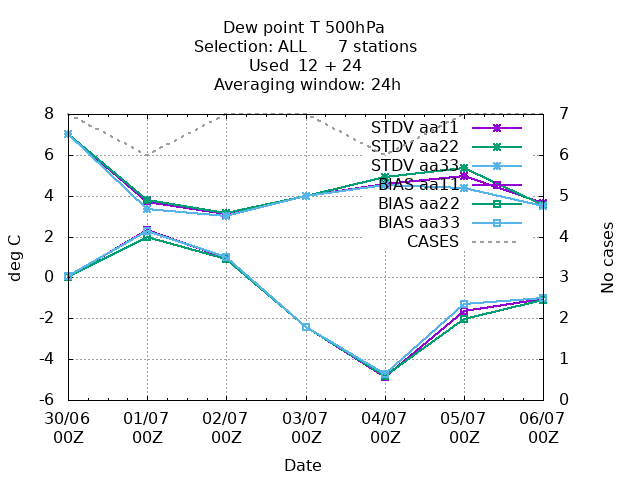 Dew point T 500hPa
Selection: ALL 7 stations
Used 12 + 24
Averaging window: 24h
STDV aa11
STDV aa22
STDV aa33
BIAS aa11
BIAS aa22
BIAS aa33
CASES
deg C
8
6
4
2
0
-2
-4
-6
No cases
7
6
5
4
3
2
1
0
30/06 01/07 02/07 03/07 04/07 05/07 06/07
00Z 00Z 00Z 00Z 00Z 00Z 00Z
Date